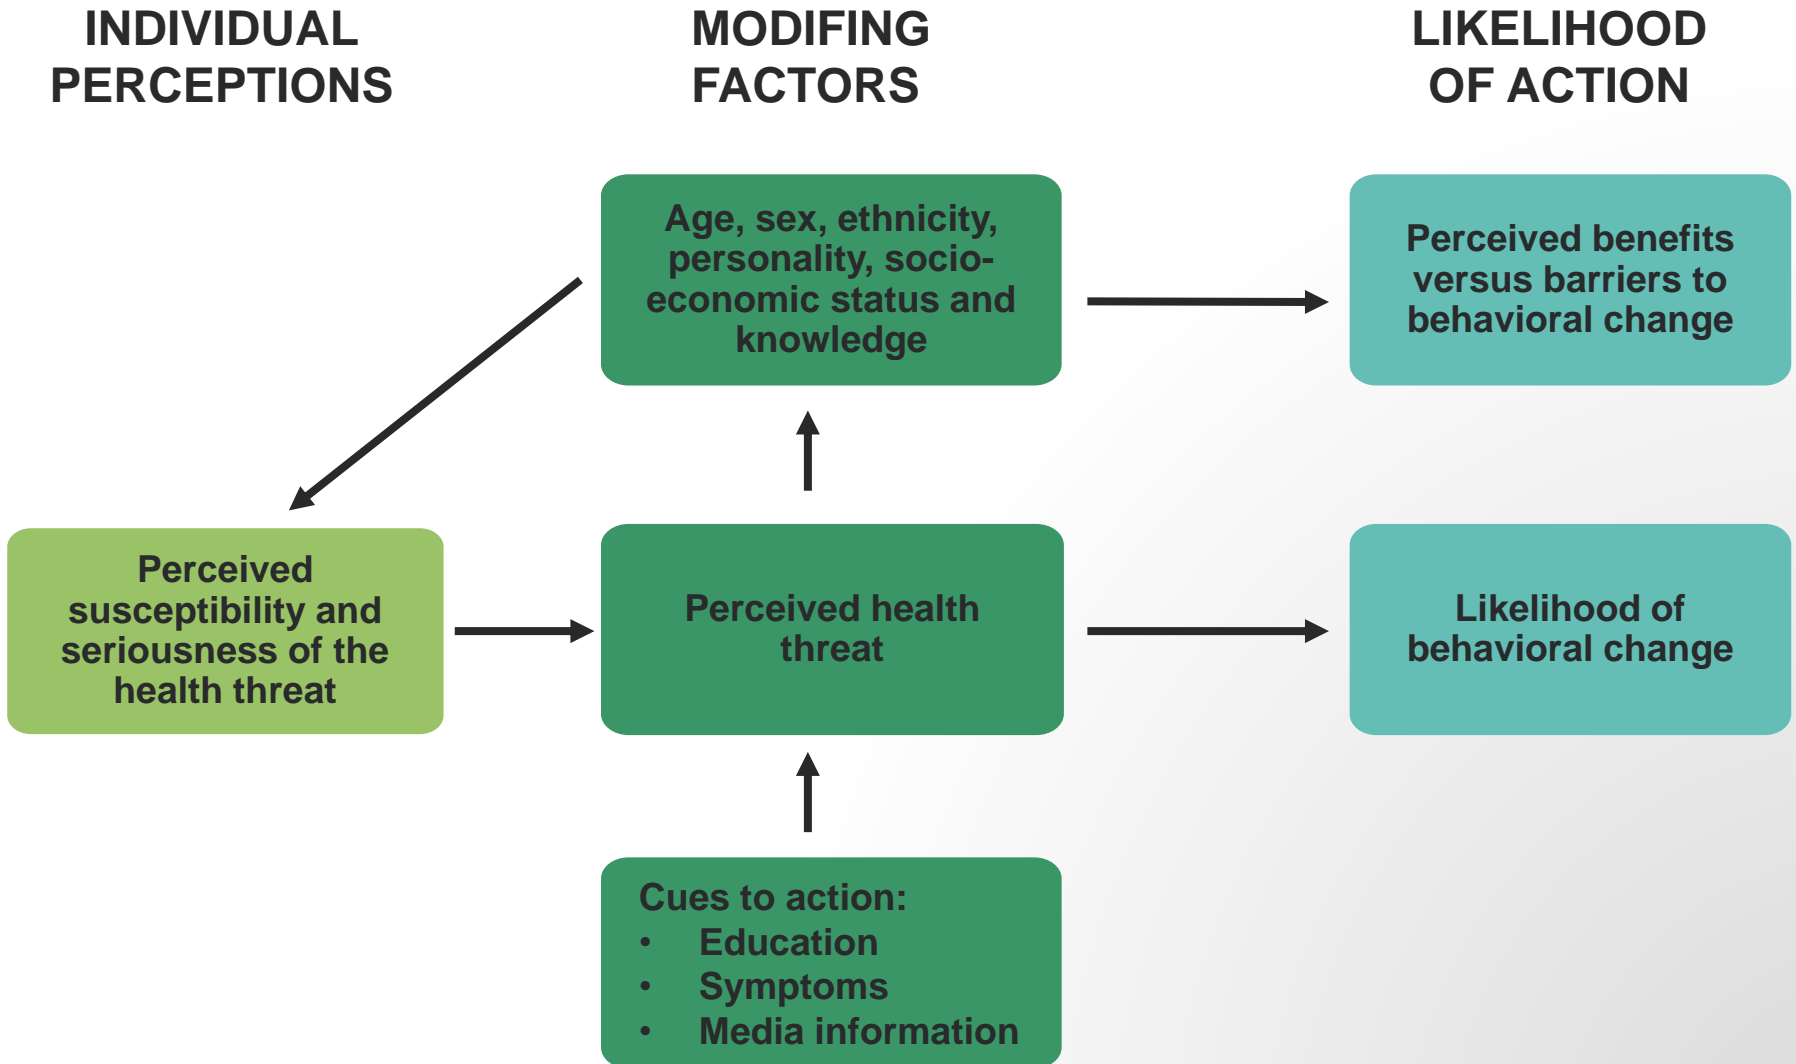 INDIVIDUAL
PERCEPTIONS
MODIFING
FACTORS
LIKELIHOOD
OF ACTION
Age, sex, ethnicity,
personality, socio-
economic status and
knowledge
Perceived benefits
versus barriers to
behavioral change
Perceived
susceptibility and
seriousness of the
health threat
Perceived health
threat
Likelihood of
behavioral change
Cues to action:
• Education
• Symptoms
• Media information